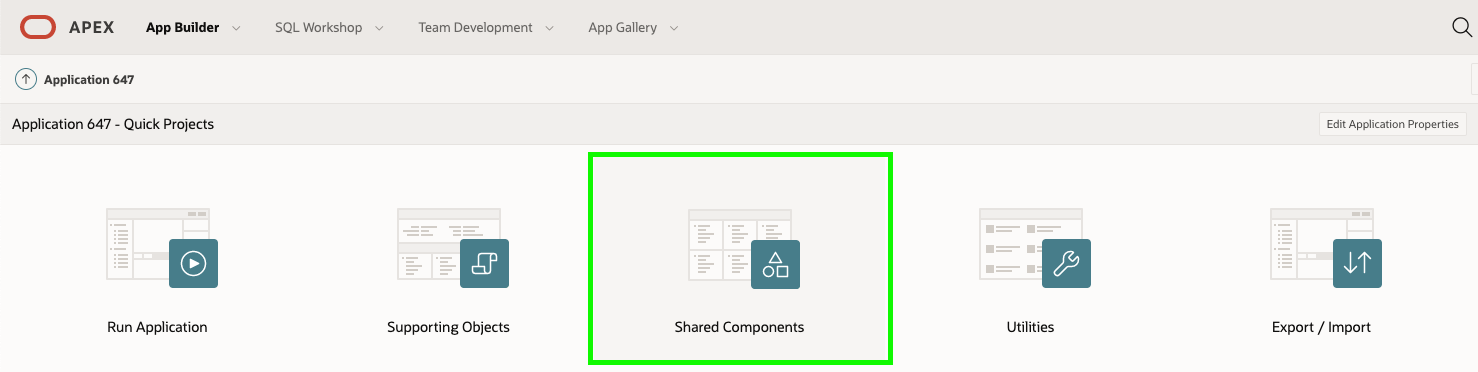 APEX App Builder SQL Workshop Team Development App Gallery
Application 647
Application 647 - Quick Projects Edit Application Properties
Run Application Supporting Objects Shared Components Utilities Export / Import